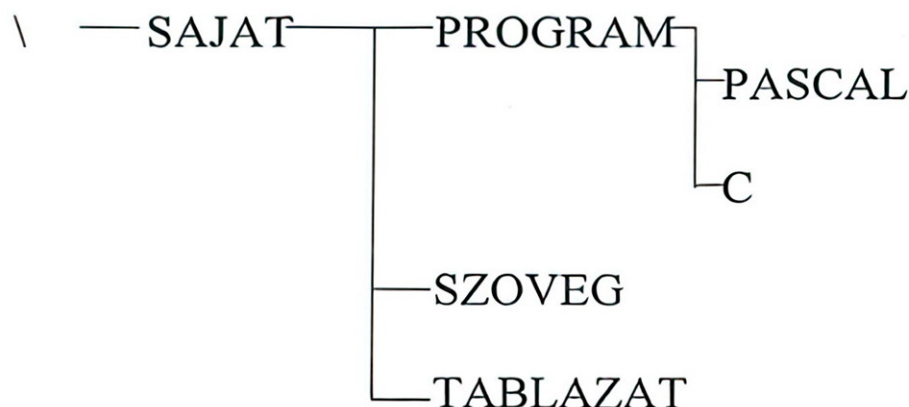 \ SAJAT PROGRAM
PASCAL
C
SZOVEG
TABLAZAT